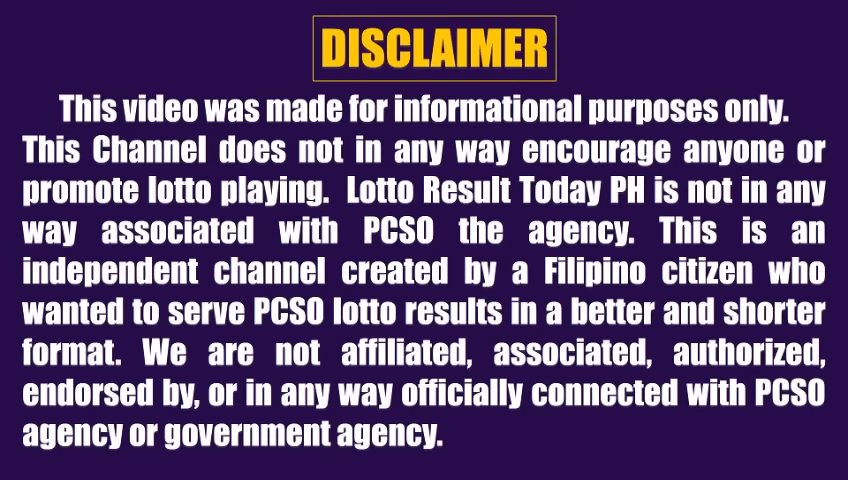 DISCLAIMER
This video was made for informational purposes only.
This Channel does not in any way encourage anyone or
promote lotto playing. Lotto Result Today PH is not in any
way associated with PCSO the agency. This is an
independent channel created by a Filipino citizen who
wanted to serve PCSO lotto results in a better and shorter
format. We are not affiliated, associated, authorized,
endorsed by, or in any way officially connected with PCSO
agency or government agency.